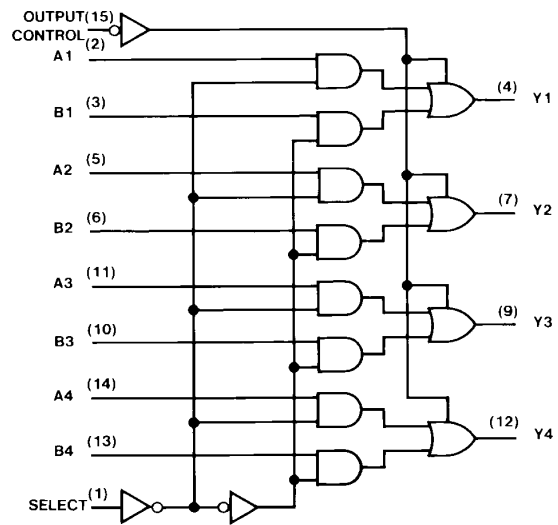 OUTPUT (15)
CONTROL
A1 (2)
B1 (3)
(4) Y1
A2 (5)
B2 (6)
(7) Y2
A3 (11)
B3 (10)
(9) Y3
A4 (14)
B4 (13)
(12) Y4
SELECT (1)